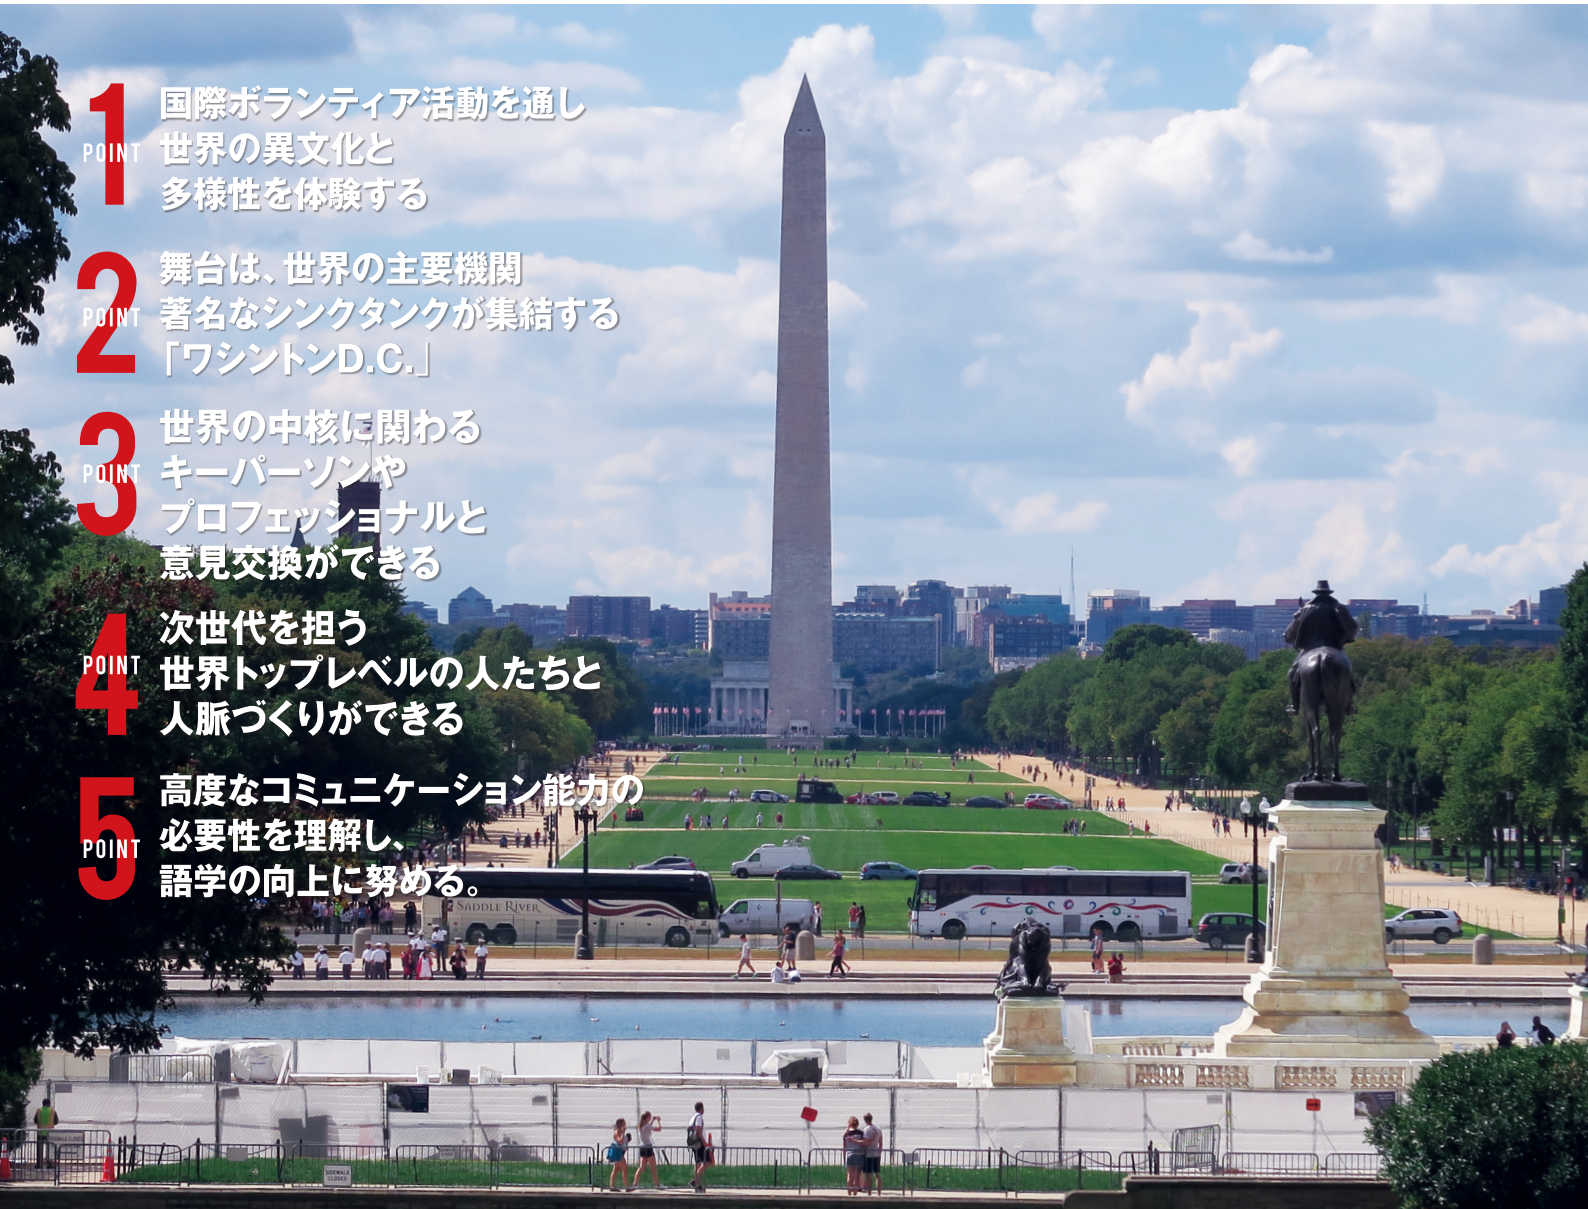 1
POINT
国際ボランティア活動を通し
世界の異文化と
多様性を体験する
2
POINT
舞台は、世界の主要機関
著名なシンクタンクが集結する
「ワシントンD.C.」
3
POINT
世界の中核に関わる
キーパーソンや
プロフェッショナルと
意見交換ができる
4
POINT
次世代を担う
世界トップレベルの人たちと
人脈づくりができる
5
POINT
高度なコミュニケーション能力の
必要性を理解し、
語学の向上に努める。
SADDLE RIVER
SIDEWALK
CLOSED